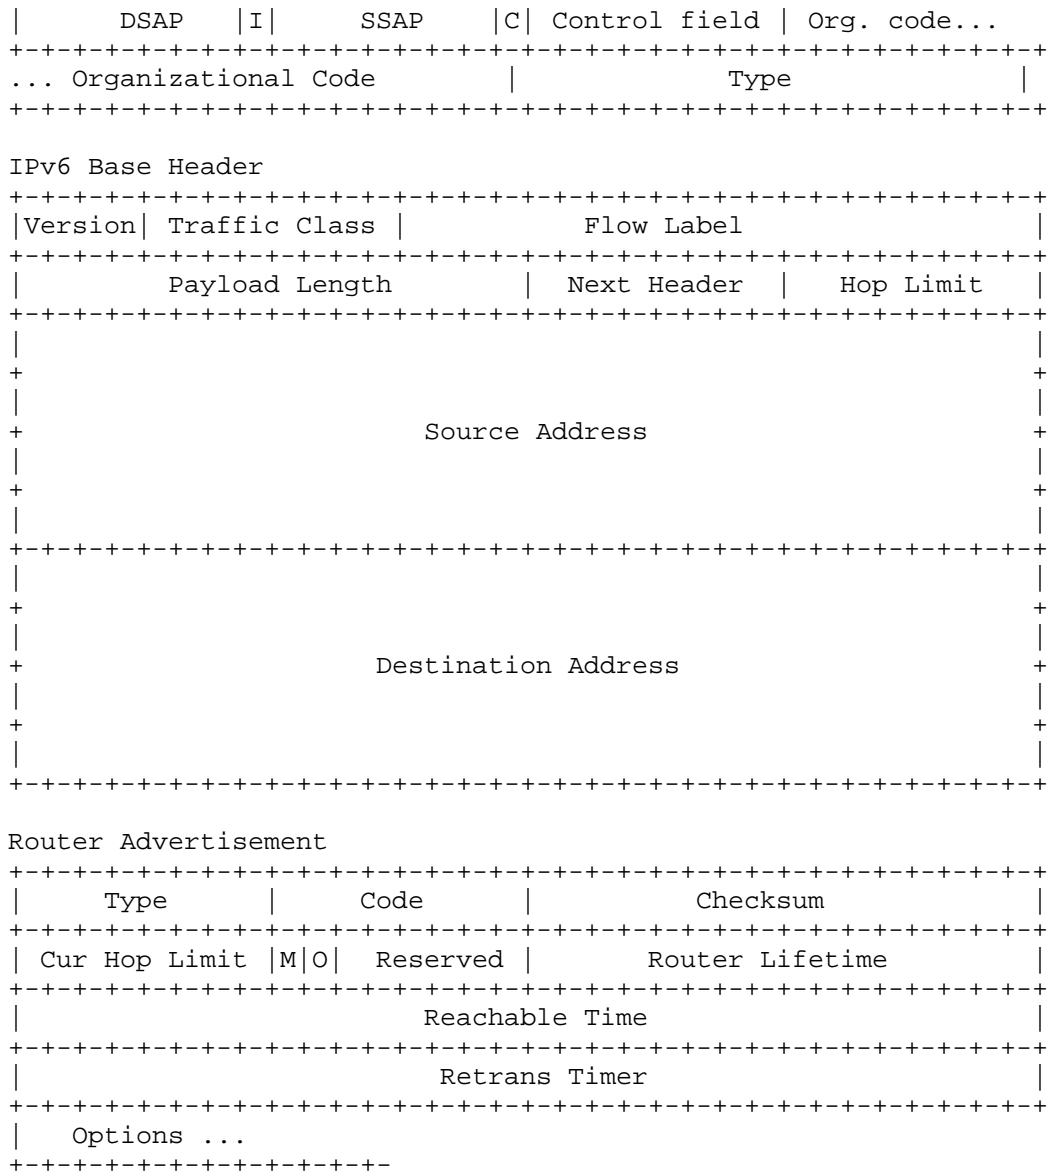 |      DSAP   |I|     SSAP    |C| Control field | Org. code...
+-+-+-+-+-+-+-+-+-+-+-+-+-+-+-+-+-+-+-+-+-+-+-+-+-+-+-+-+-+-+-+-+
... Organizational Code        |             Type              |
+-+-+-+-+-+-+-+-+-+-+-+-+-+-+-+-+-+-+-+-+-+-+-+-+-+-+-+-+-+-+-+-+

IPv6 Base Header
+-+-+-+-+-+-+-+-+-+-+-+-+-+-+-+-+-+-+-+-+-+-+-+-+-+-+-+-+-+-+-+-+
|Version| Traffic Class |           Flow Label                  |
+-+-+-+-+-+-+-+-+-+-+-+-+-+-+-+-+-+-+-+-+-+-+-+-+-+-+-+-+-+-+-+-+
|         Payload Length        |  Next Header  |   Hop Limit   |
+-+-+-+-+-+-+-+-+-+-+-+-+-+-+-+-+-+-+-+-+-+-+-+-+-+-+-+-+-+-+-+-+
|                                                               |
+                                                               +
|                                                               |
+                         Source Address                        +
|                                                               |
+                                                               +
|                                                               |
+-+-+-+-+-+-+-+-+-+-+-+-+-+-+-+-+-+-+-+-+-+-+-+-+-+-+-+-+-+-+-+-+
|                                                               |
+                                                               +
|                                                               |
+                      Destination Address                      +
|                                                               |
+                                                               +
|                                                               |
+-+-+-+-+-+-+-+-+-+-+-+-+-+-+-+-+-+-+-+-+-+-+-+-+-+-+-+-+-+-+-+-+

Router Advertisement
+-+-+-+-+-+-+-+-+-+-+-+-+-+-+-+-+-+-+-+-+-+-+-+-+-+-+-+-+-+-+-+-+
|     Type      |     Code      |          Checksum             |
+-+-+-+-+-+-+-+-+-+-+-+-+-+-+-+-+-+-+-+-+-+-+-+-+-+-+-+-+-+-+-+-+
| Cur Hop Limit |M|O|  Reserved |       Router Lifetime         |
+-+-+-+-+-+-+-+-+-+-+-+-+-+-+-+-+-+-+-+-+-+-+-+-+-+-+-+-+-+-+-+-+
|                         Reachable Time                        |
+-+-+-+-+-+-+-+-+-+-+-+-+-+-+-+-+-+-+-+-+-+-+-+-+-+-+-+-+-+-+-+-+
|                          Retrans Timer                        |
+-+-+-+-+-+-+-+-+-+-+-+-+-+-+-+-+-+-+-+-+-+-+-+-+-+-+-+-+-+-+-+-+
|   Options ...
+-+-+-+-+-+-+-+-+-+-+-+-